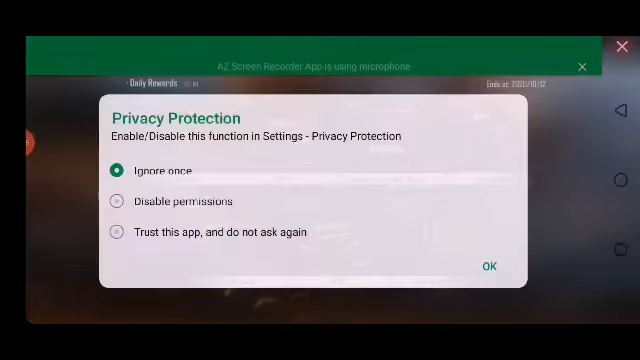 AZ Screen Recorder App is using microphone
Daily Rewards
Ends at: 2020/10/12
Privacy Protection
Enable/Disable this function in Settings - Privacy Protection
Ignore once
Disable permissions
Trust this app, and do not ask again
OK